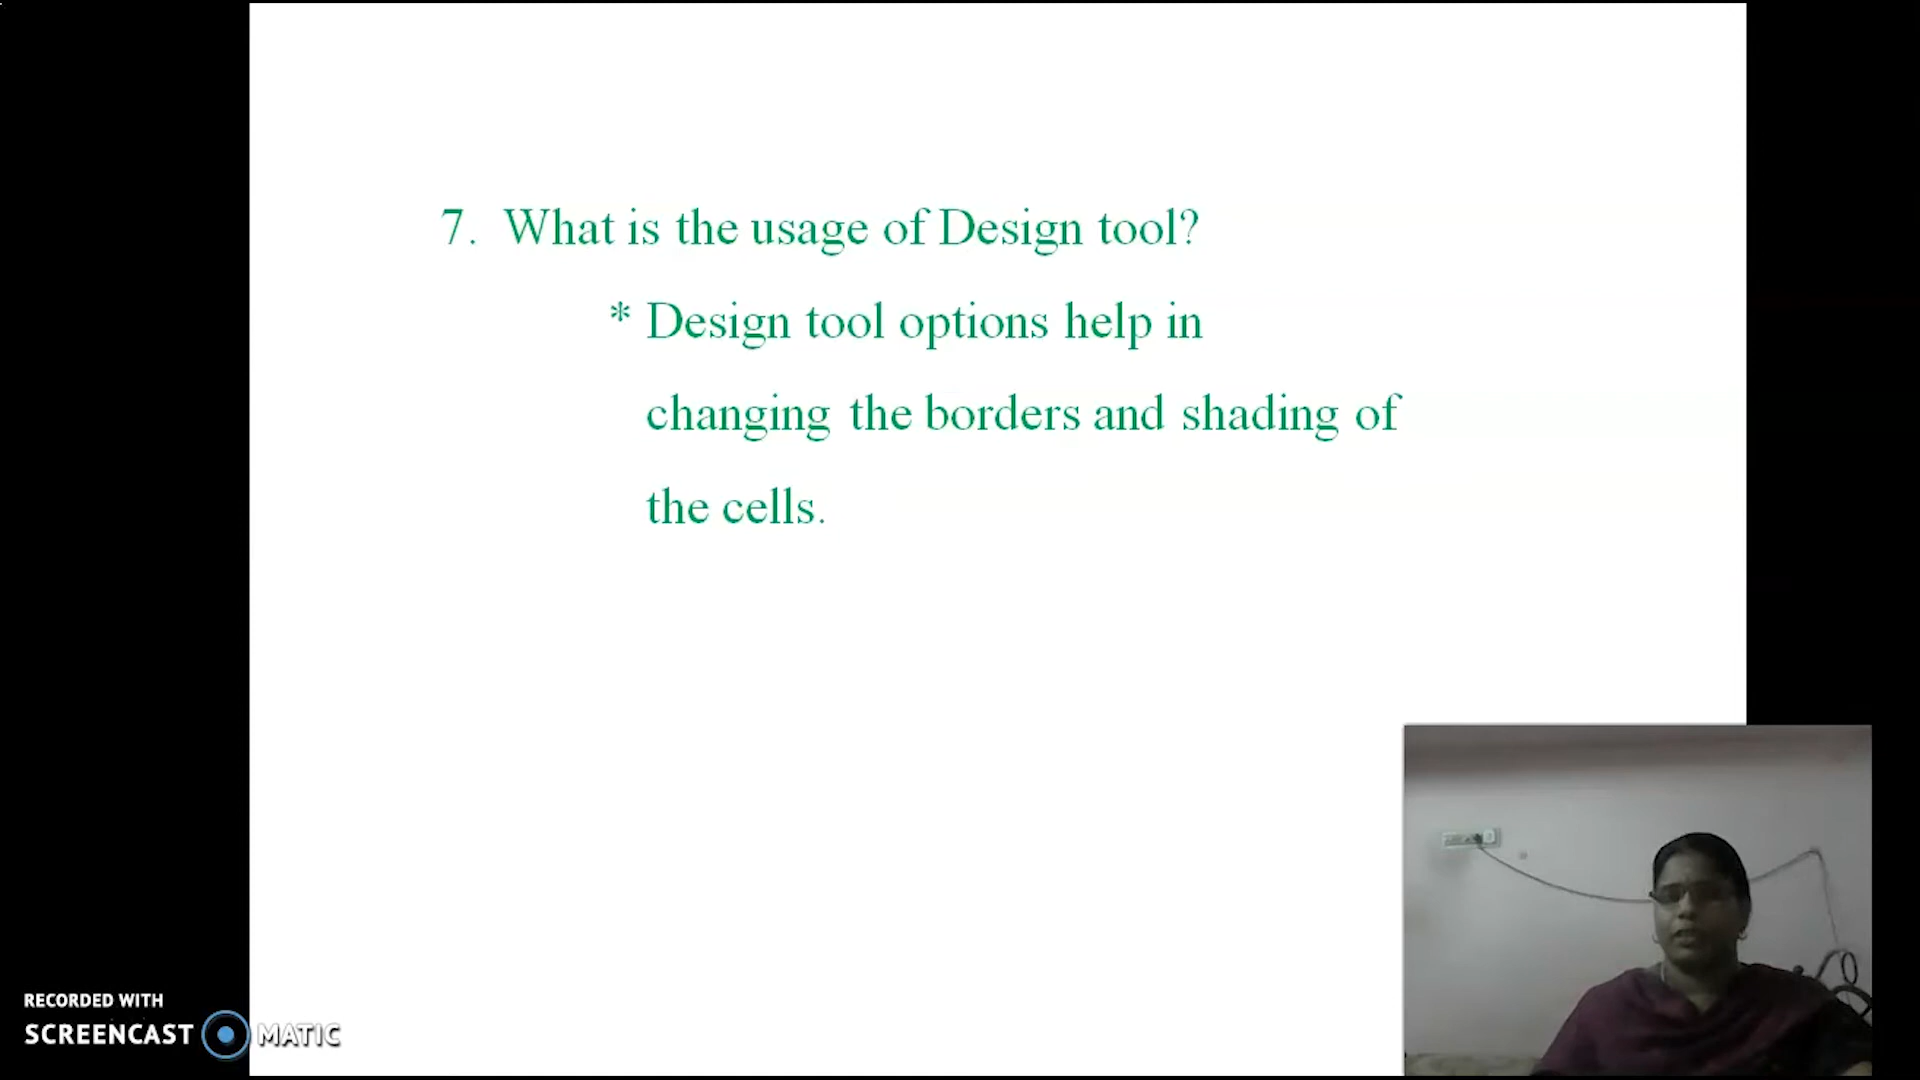 7. What is the usage of Design tool?
* Design tool options help in
changing the borders and shading of
the cells.
RECORDED WITH
SCREENCAST MATIC